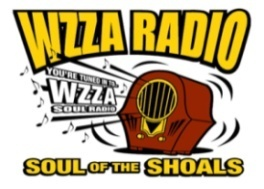 WZZA RADIO
YOU'RE TUNED IN TO
WZZA
SOUL RADIO
SOUL OF THE SHOALS